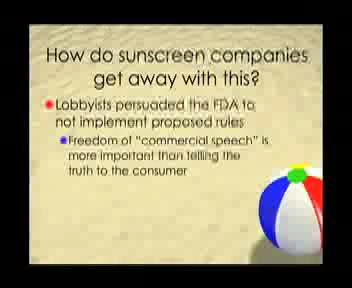 How do sunscreen companies
get away with this?
Lobbyists persuaded the FDA to
not implement proposed rules
Freedom of "commercial speech" is
more important than telling the
truth to the consumer